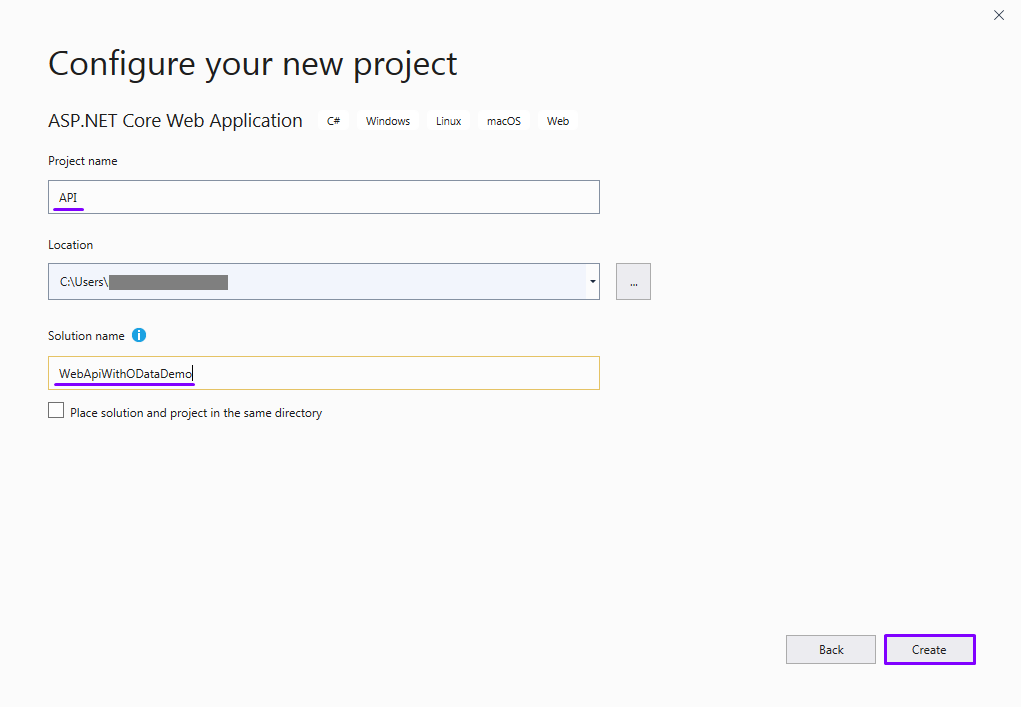 Configure your new project
ASP.NET Core Web Application C# Windows Linux macOS Web
Project name
API
Location
C:\Users\
...
Solution name
WebApiWithODataDemo
Place solution and project in the same directory
Back Create